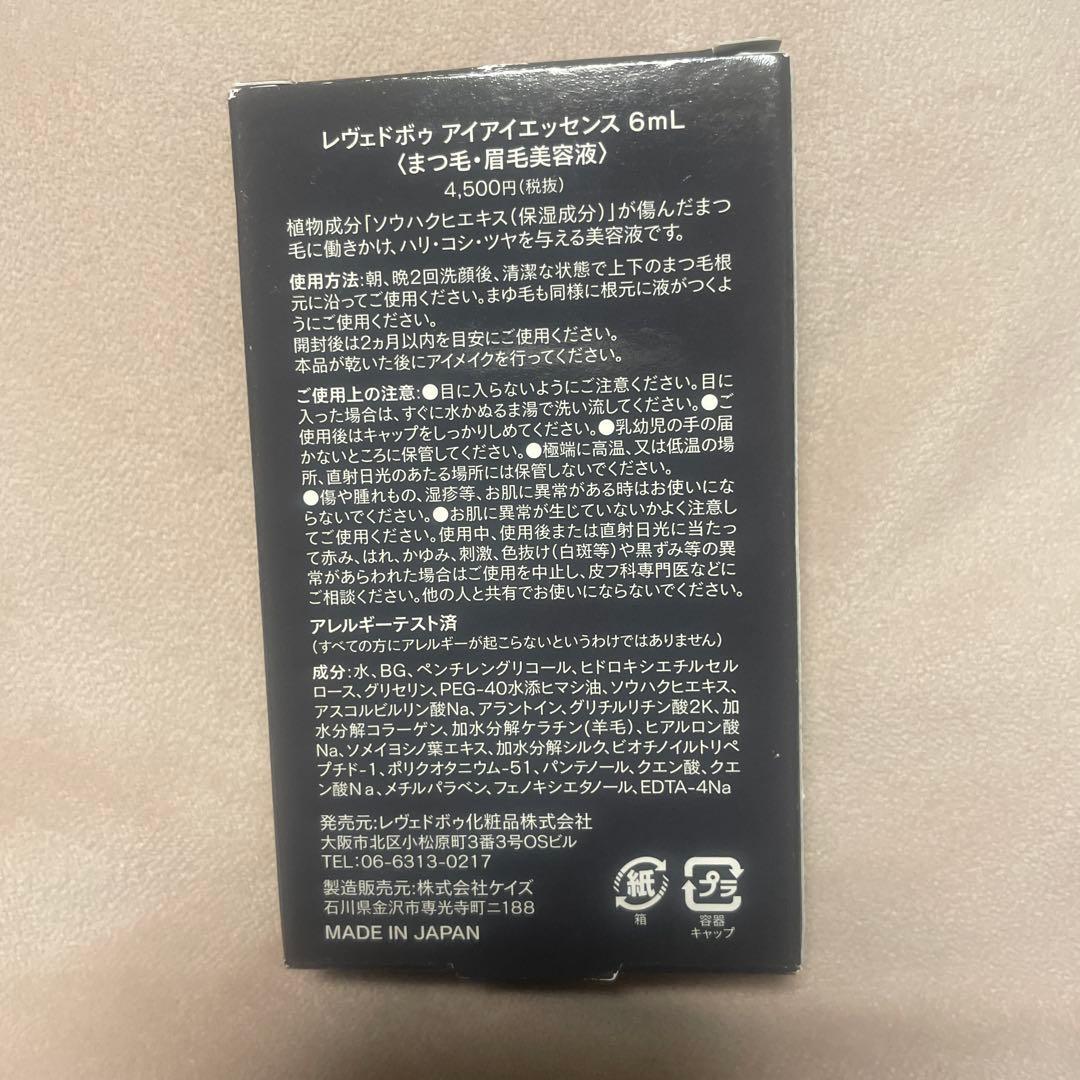 レヴェドボゥ アイアイエッセンス 6mL
〈まつ毛・眉毛美容液〉
4,500円(税抜)
植物成分「ソウハクヒエキス(保湿成分)」が傷んだまつ
毛に働きかけ、ハリ・コシ・ツヤを与える美容液です。
使用方法:朝、晩2回洗顔後、清潔な状態で上下のまつ毛根
元に沿ってご使用ください。まゆ毛も同様に根元に液がつくよ
うにご使用ください。
開封後は2ヵ月以内を目安にご使用ください。
本品が乾いた後にアイメイクを行ってください。
ご使用上の注意:●目に入らないようにご注意ください。目に
入った場合は、すぐに水かぬるま湯で洗い流してください。●ご
使用後はキャップをしっかりしめてください。●乳幼児の手の届
かないところに保管してください。●極端に高温、又は低温の場
所、直射日光のあたる場所には保管しないでください。
●傷や腫れもの、湿疹等、お肌に異常がある時はお使いにな
らないでください。●お肌に異常が生じていないかよく注意し
てご使用ください。使用中、使用後または直射日光に当たっ
て赤み、はれ、かゆみ、刺激、色抜け(白斑等)や黒ずみ等の異
常があらわれた場合はご使用を中止し、皮フ科専門医などに
ご相談ください。他の人と共有でお使いにならないでください。
アレルギーテスト済
(すべての方にアレルギーが起こらないというわけではありません)
成分:水、BG、ペンチレングリコール、ヒドロキシエチルセル
ロース、グリセリン、PEG-40水添ヒマシ油、ソウハクヒエキス、
アスコルビルリン酸Na、アラントイン、グリチルリチン酸2K、加
水分解コラーゲン、加水分解ケラチン(羊毛)、ヒアルロン酸
Na、ソメイヨシノ葉エキス、加水分解シルク、ビオチノイルトリペ
プチド-1、ポリクオタニウム-51、パンテノール、クエン酸、クエ
ン酸Na、メチルパラベン、フェノキシエタノール、EDTA-4Na
発売元:レヴェドボゥ化粧品株式会社
大阪市北区小松原町3番3号OSビル
TEL:06-6313-0217
製造販売元:株式会社ケイズ
石川県金沢市専光寺町ニ188
MADE IN JAPAN
紙
箱
プラ
容器
キャップ